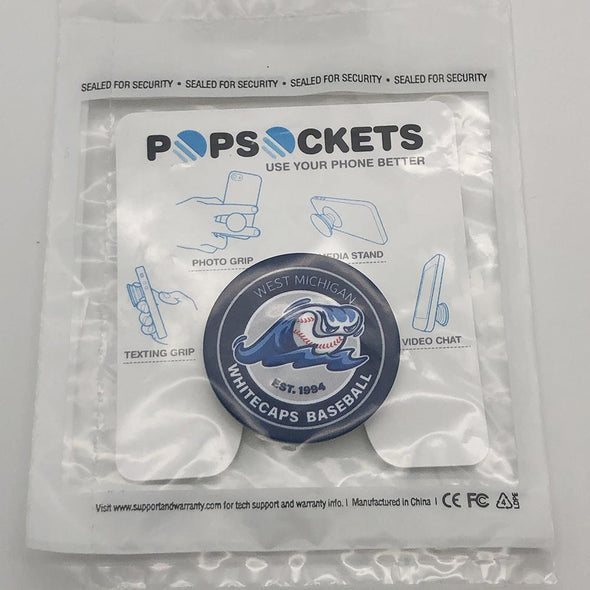 SEALED FOR SECURITY • SEALED FOR SECURITY • SEALED FOR SECURITY • SEALED FOR SECURITY
POPSOCKETS
USE YOUR PHONE BETTER
PHOTO GRIP
MEDIA STAND
TEXTING GRIP
VIDEO CHAT
WEST MICHIGAN
EST. 1994
WHITECAPS BASEBALL
Visit www.supportandwarranty.com for tech support and warranty info. | Manufactured in China | CE FC 4
LDPE